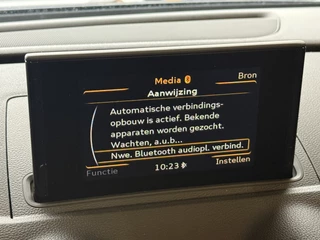 Media
Bron
Aanwijzing
Automatische verbindings-
opbouw is actief. Bekende
apparaten worden gezocht.
Wachten, a.u.b...
Nwe. Bluetooth audiopl. verbind.
Functie
10:23
Instellen